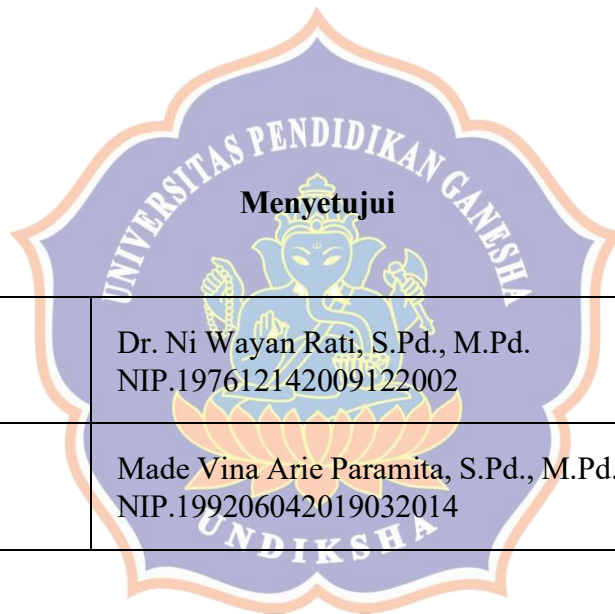 UNIVERSITAS PENDIDIKAN GANESHA
Menyetujui
Dr. Ni Wayan Rati, S.Pd., M.Pd.
NIP.197612142009122002
Made Vina Arie Paramita, S.Pd., M.Pd.
NIP.199206042019032014
UNDIKSHA